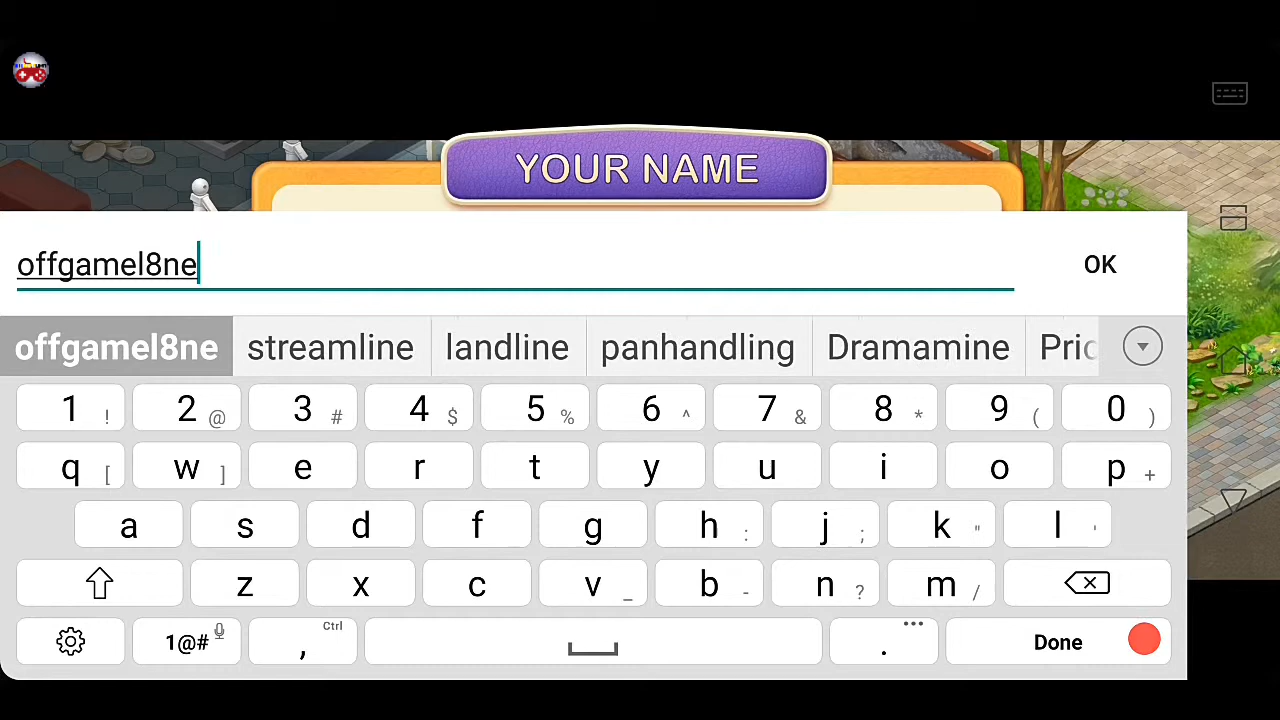 YOUR NAME
offgamel8ne
OK
offgamel8ne streamline landline panhandling Dramamine Pric
1 ! 2 @ 3 # 4 $ 5 % 6 ^ 7 & 8 * 9 ( 0 )
q [ w ] e r t y u i o p +
a s d f g h : j ; k " l '
z x c v _ b - n ? m /
1@# , Ctrl . ... Done